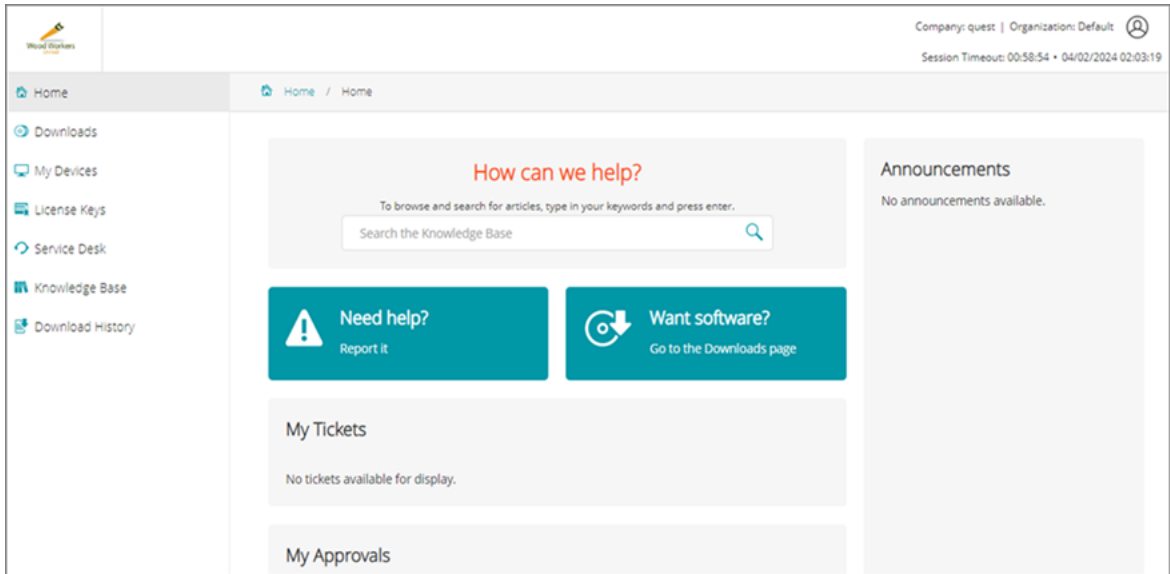 Wood Workers
Company: quest | Organization: Default
Session Timeout: 00:58:54 • 04/02/2024 02:03:19
Home
Downloads
My Devices
License Keys
Service Desk
Knowledge Base
Download History
Home / Home
How can we help?
To browse and search for articles, type in your keywords and press enter.
Search the Knowledge Base
Need help?
Report it
Want software?
Go to the Downloads page
My Tickets
No tickets available for display.
My Approvals
Announcements
No announcements available.